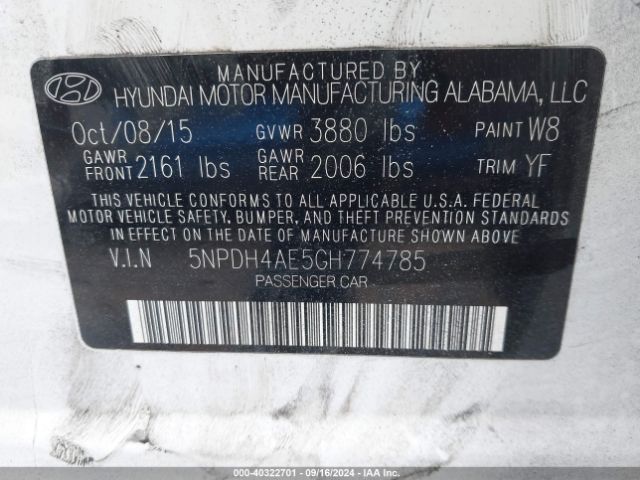 MANUFACTURED BY
HYUNDAI MOTOR MANUFACTURING ALABAMA, LLC
Oct/08/15 GVWR 3880 lbs PAINT W8
GAWR FRONT 2161 lbs GAWR REAR 2006 lbs TRIM YF
THIS VEHICLE CONFORMS TO ALL APPLICABLE U.S.A. FEDERAL
MOTOR VEHICLE SAFETY, BUMPER, AND THEFT PREVENTION STANDARDS
IN EFFECT ON THE DATE OF MANUFACTURE SHOWN ABOVE
V.I.N 5NPDH4AE5GH774785
PASSENGER CAR
000-40322701 - 09/16/2024 - IAA Inc.